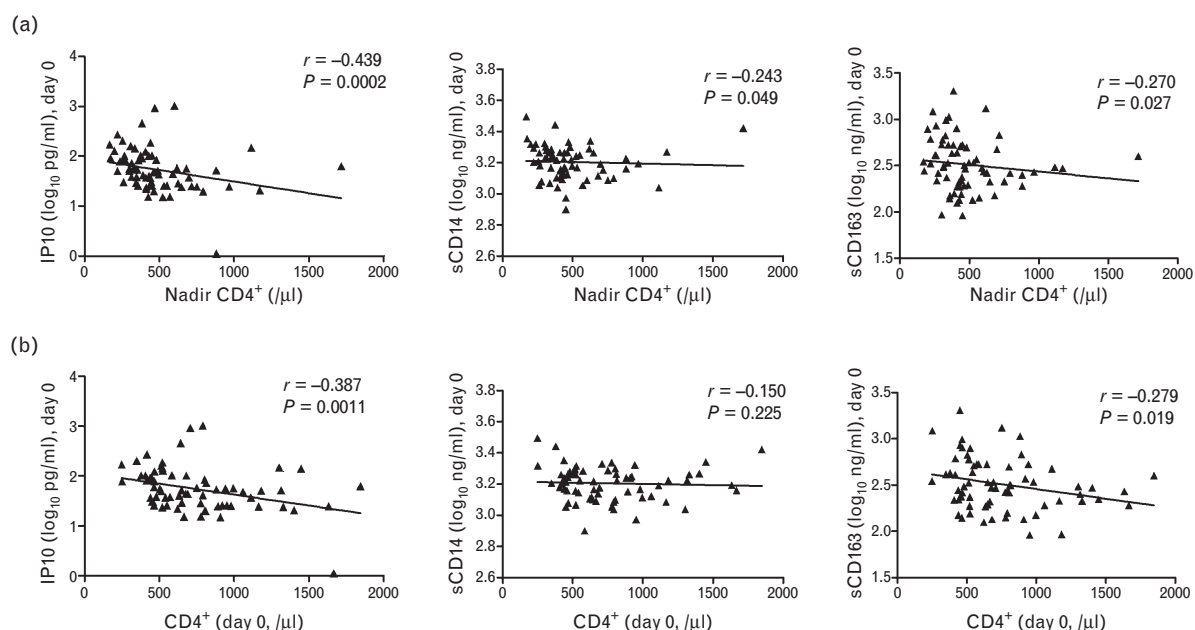 (a)
4
3
2
1
0
IP10 (log10 pg/ml), day 0
r = –0.439
P = 0.0002
0 500 1000 1500 2000
Nadir CD4+ (/μl)
3.8
3.6
3.4
3.2
3.0
2.8
2.6
sCD14 (log10 ng/ml), day 0
r = –0.243
P = 0.049
0 500 1000 1500 2000
Nadir CD4+ (/μl)
3.5
3.0
2.5
2.0
1.5
sCD163 (log10 ng/ml), day 0
r = –0.270
P = 0.027
0 500 1000 1500 2000
Nadir CD4+ (/μl)
(b)
4
3
2
1
0
IP10 (log10 pg/ml), day 0
r = –0.387
P = 0.0011
0 500 1000 1500 2000
CD4+ (day 0, /μl)
3.8
3.6
3.4
3.2
3.0
2.8
2.6
sCD14 (log10 ng/ml), day 0
r = –0.150
P = 0.225
0 500 1000 1500 2000
CD4+ (day 0, /μl)
3.5
3.0
2.5
2.0
1.5
sCD163 (log10 ng/ml), day 0
r = –0.279
P = 0.019
0 500 1000 1500 2000
CD4+ (day 0, /μl)